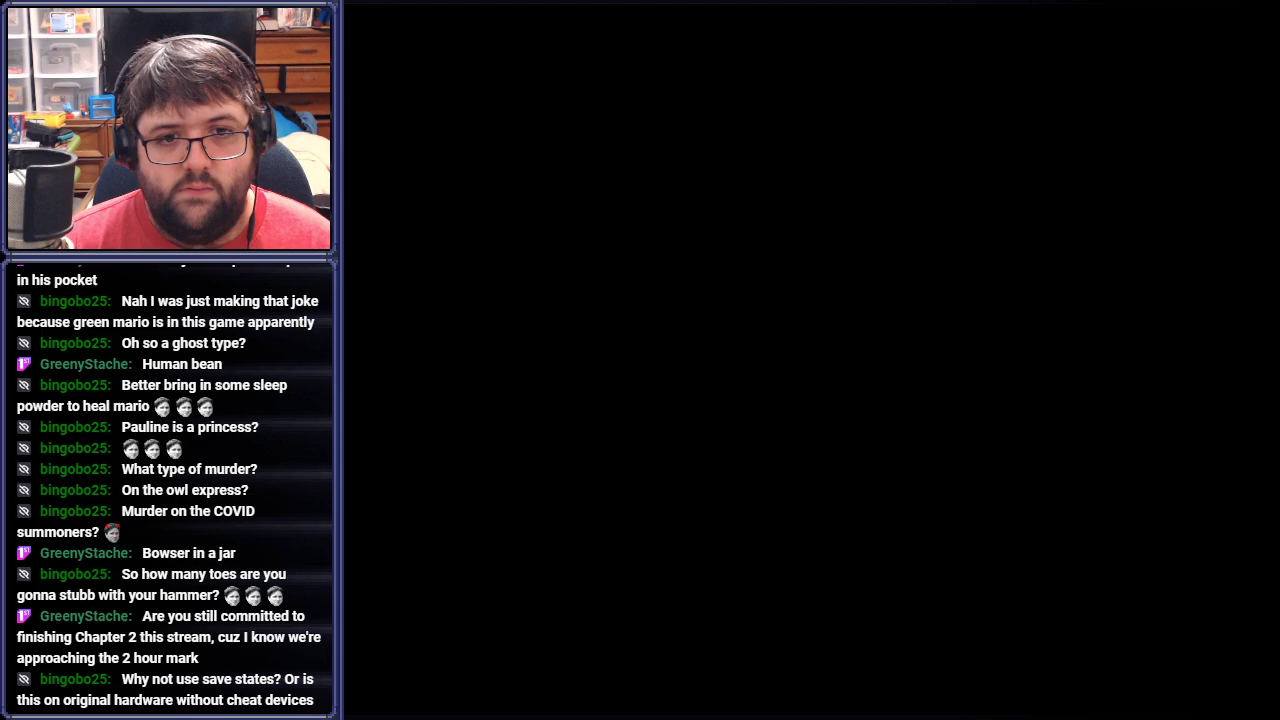 in his pocket
bingobo25: Nah I was just making that joke
because green mario is in this game apparently
bingobo25: Oh so a ghost type?
GreenyStache: Human bean
bingobo25: Better bring in some sleep
powder to heal mario
bingobo25: Pauline is a princess?
bingobo25:
bingobo25: What type of murder?
bingobo25: On the owl express?
bingobo25: Murder on the COVID
summoners?
GreenyStache: Bowser in a jar
bingobo25: So how many toes are you
gonna stubb with your hammer?
GreenyStache: Are you still committed to
finishing Chapter 2 this stream, cuz I know we're
approaching the 2 hour mark
bingobo25: Why not use save states? Or is
this on original hardware without cheat devices